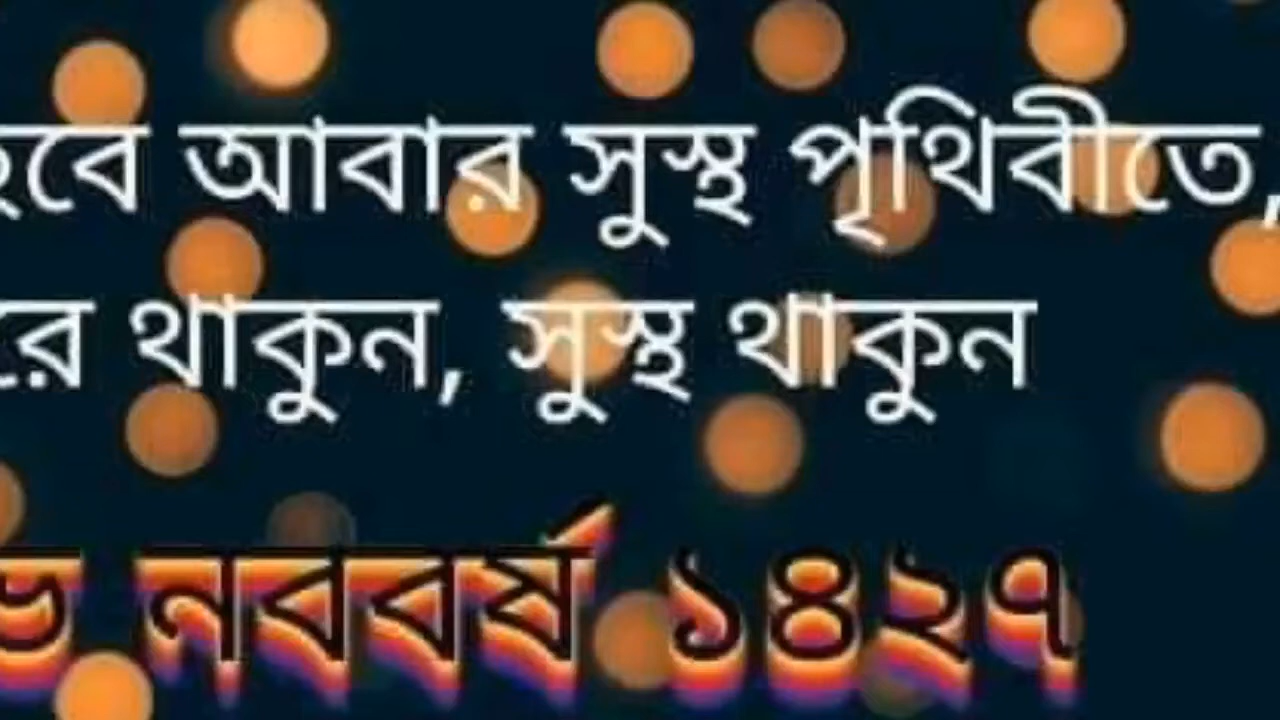 হবে আবার সুস্থ পৃথিবীতে,
থাকুন, সুস্থ থাকুন
নববর্ষ ১৪২৭